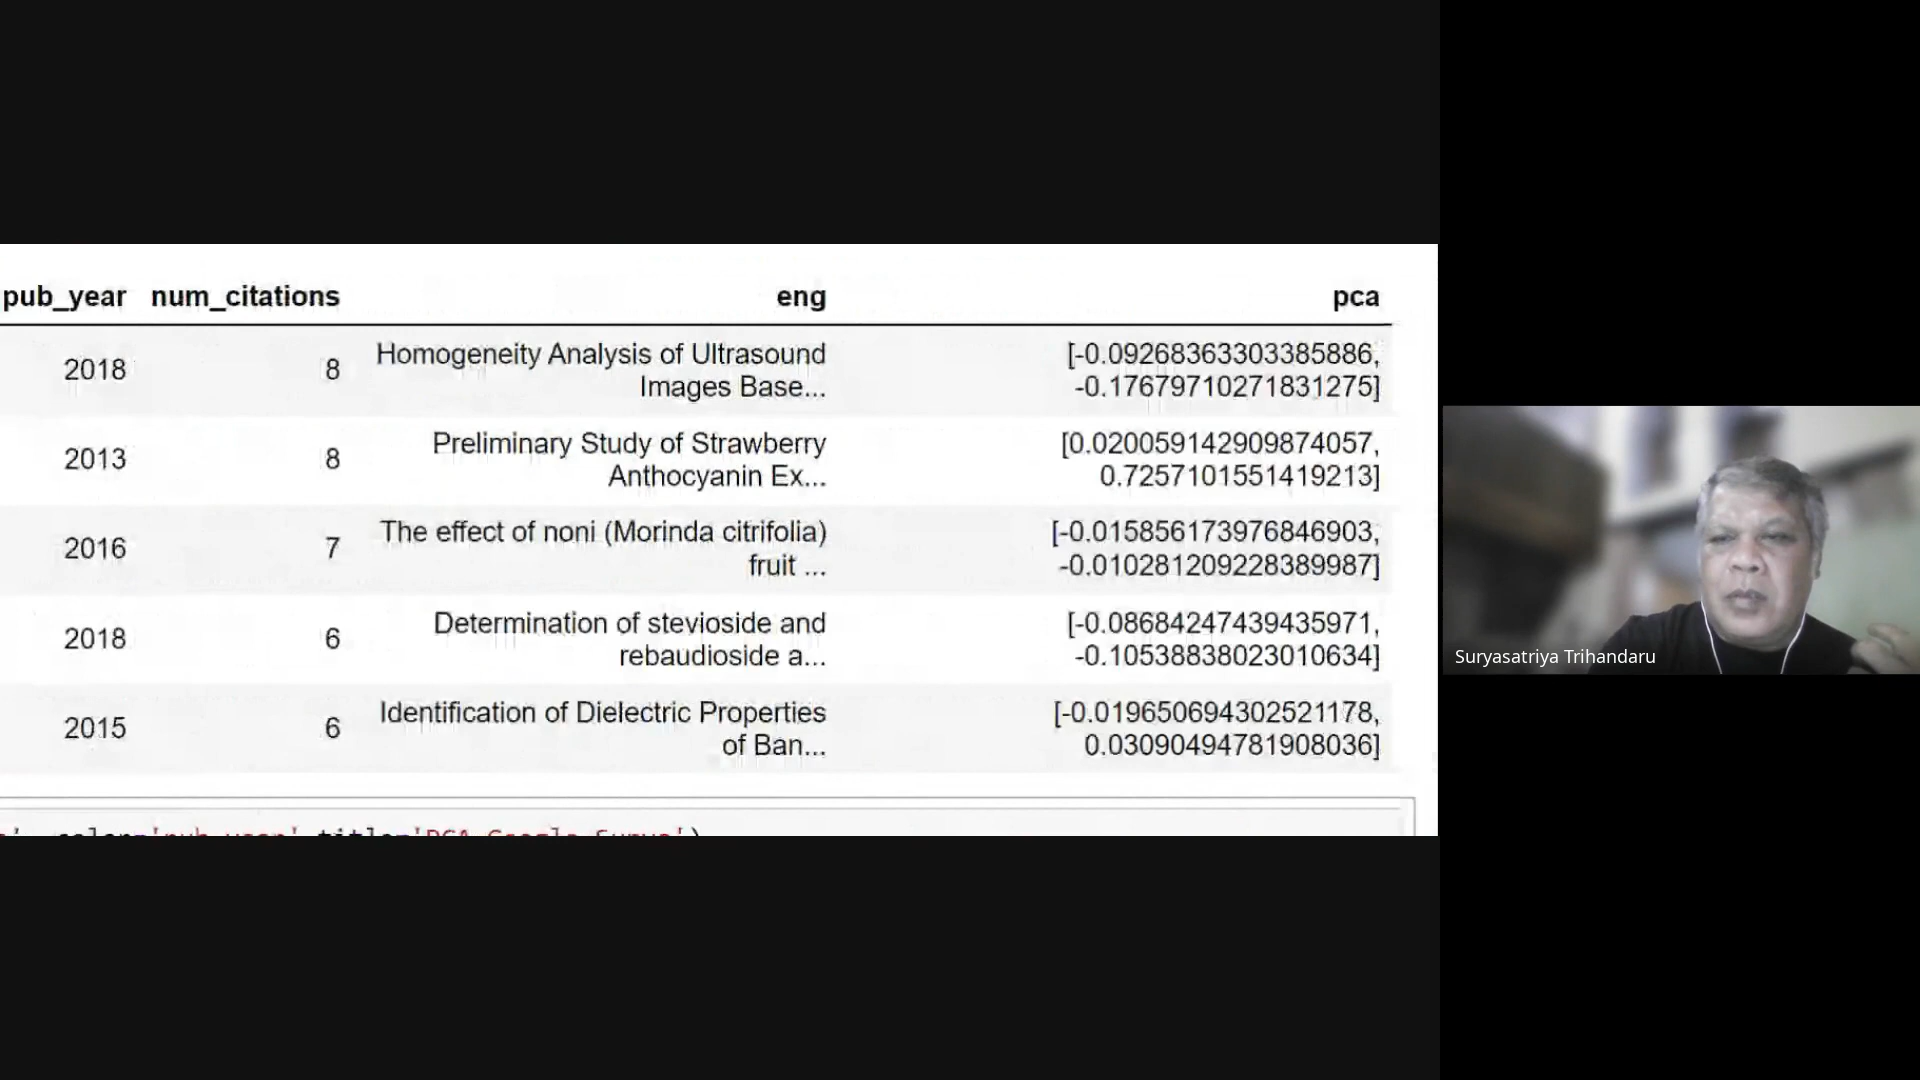 pub_year num_citations eng pca
2018 8 Homogeneity Analysis of Ultrasound Images Base... [-0.09268363303385886, -0.17679710271831275]
2013 8 Preliminary Study of Strawberry Anthocyanin Ex... [0.020059142909874057, 0.7257101551419213]
2016 7 The effect of noni (Morinda citrifolia) fruit ... [-0.015856173976846903, -0.010281209228389987]
2018 6 Determination of stevioside and rebaudioside a... [-0.08684247439435971, -0.10538838023010634]
2015 6 Identification of Dielectric Properties of Ban... [-0.019650694302521178, 0.03090494781908036]
Suryasatriya Trihandaru